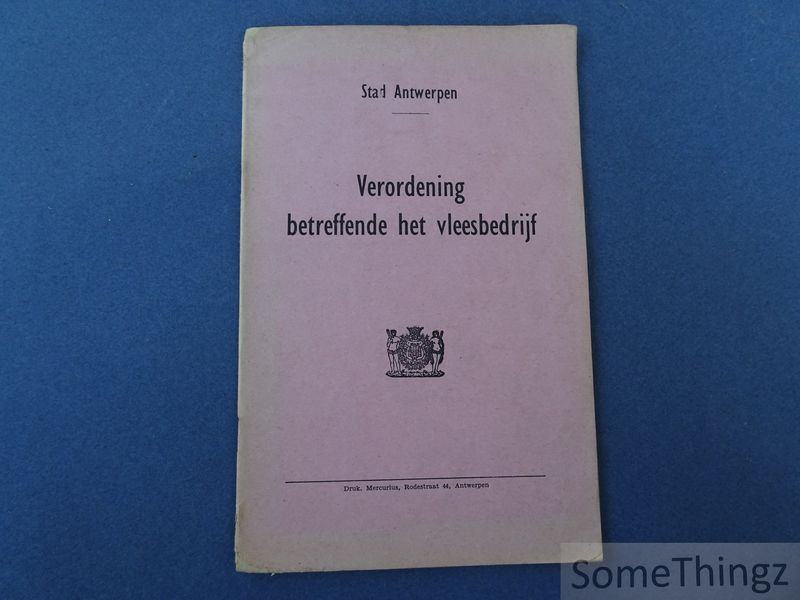 Stad Antwerpen
Verordening
betreffende het vleesbedrijf
Druk. Mercurius, Rodestraat 44, Antwerpen
SomeThingz